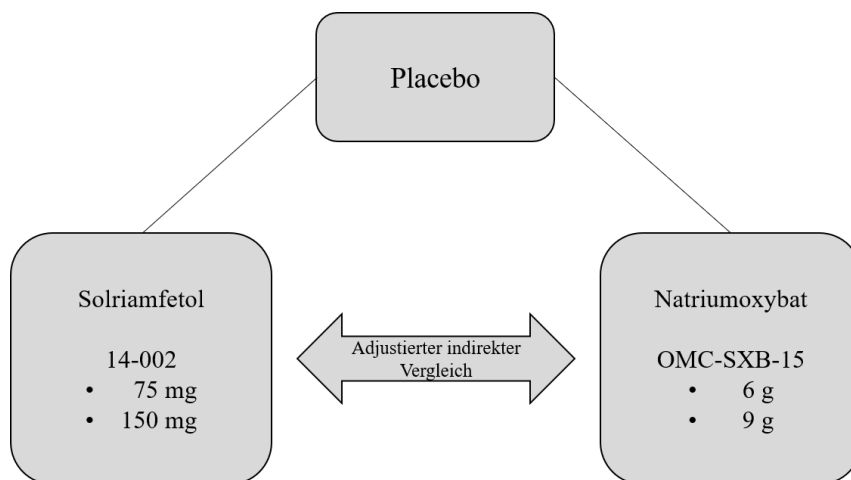 Placebo
Solriamfetol
14-002
• 75 mg
• 150 mg
Adjustierter indirekter
Vergleich
Natriumoxybat
OMC-SXB-15
• 6 g
• 9 g